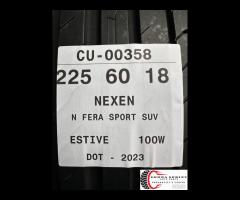 CU-00358
225 60 18
NEXEN
N FERA SPORT SUV
ESTIVE 100W
DOT - 2023